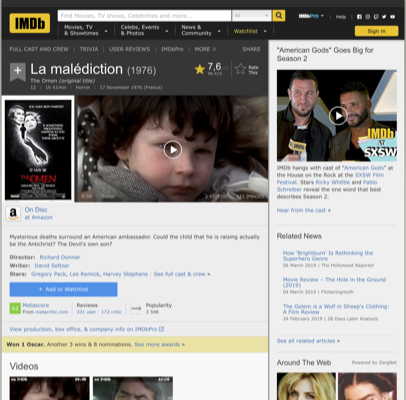 IMDb
Find Movies, TV shows, Celebrities and more...
All
IMDbPro
Help
Movies, TV & Showtimes
Celebs, Events & Photos
News & Community
Watchlist
Sign in
FULL CAST AND CREW | TRIVIA | USER REVIEWS | IMDbPro | MORE
SHARE
La malédiction (1976)
The Omen (original title)
12 | 1h 51min | Horror | 17 November 1976 (France)
7,6
Rate This
THE OMEN
2 VIDEOS
131 IMAGES
On Disc
at Amazon
Mysterious deaths surround an American ambassador. Could the child that he is raising actually
be the Antichrist? The Devil's own son?
Director: Richard Donner
Writer: David Seltzer
Stars: Gregory Peck, Lee Remick, Harvey Stephens | See full cast & crew »
+ Add to Watchlist
Metascore
From metacritic.com
Reviews
331 user | 172 critic
Popularity
View production, box office, & company info on IMDbPro
Won 1 Oscar. Another 3 wins & 8 nominations. See more awards »
Videos
"American Gods" Goes Big for
Season 2
IMDb
at
SXSW
IMDb hangs with cast of "American Gods" at
the House on the Rock at the SXSW Film
Festival. Stars Ricky Whittle and Pablo
Schreiber reveal the one word that best
describes Season 2.
Hear from the cast »
Related News
How 'Brightburn' Is Rethinking the
Superhero Genre
06 March 2019 | The Hollywood Reporter
Movie Review – The Hole in the Ground
(2019)
04 March 2019 | Flickeringmyth
The Golem is a Wolf in Sheep's Clothing:
A Film Review
24 February 2019 | 28 Days Later Analysis
See all related articles »
Around The Web
Powered by ZergNet